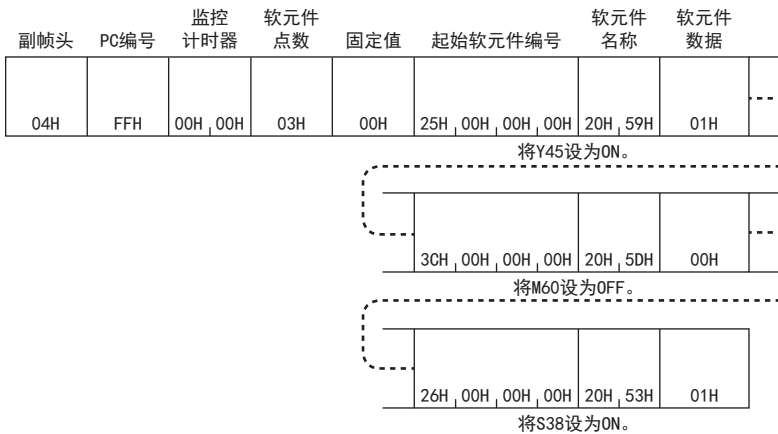 副帧头 PC编号 监控计时器 软元件点数 固定值 起始软元件编号 软元件名称 软元件数据
04H FFH 00H 00H 03H 00H 25H 00H 00H 00H 20H 59H 01H
将Y45设为ON。
3CH 00H 00H 00H 20H 5DH 00H
将M60设为OFF。
26H 00H 00H 00H 20H 53H 01H
将S38设为ON。